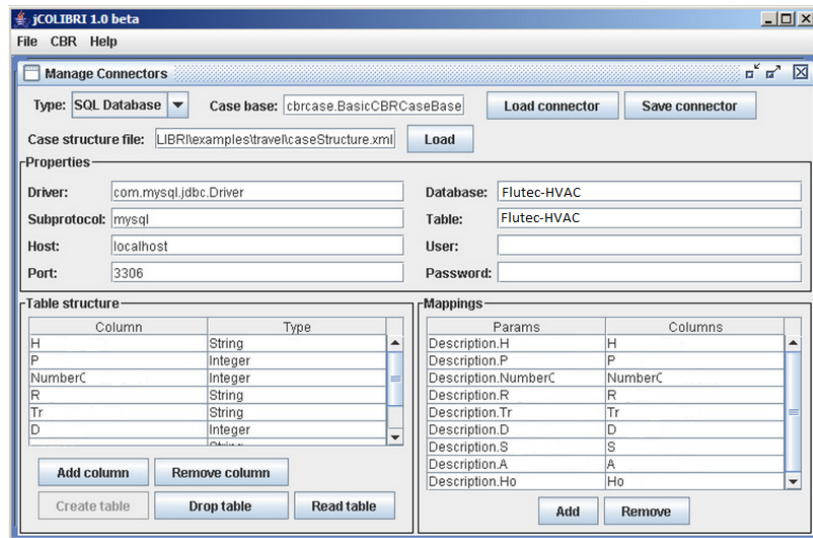 jCOLIBRI 1.0 beta
File CBR Help
Manage Connectors
Type: SQL Database Case base: cbrcase.BasicCBRCaseBase Load connector Save connector
Case structure file: LIBRI\examples\travel\caseStructure.xml Load
Properties
Driver: com.mysql.jdbc.Driver Database: Flutec-HVAC
Subprotocol: mysql Table: Flutec-HVAC
Host: localhost User:
Port: 3306 Password:
Table structure Mappings
Column Type Params Columns
H String Description.H H
P Integer Description.P P
NumberC Integer Description.NumberC NumberC
R String Description.R R
Tr String Description.Tr Tr
D Integer Description.D D
Description.S S
Description.A A
Description.Ho Ho
Add column Remove column
Create table Drop table Read table Add Remove